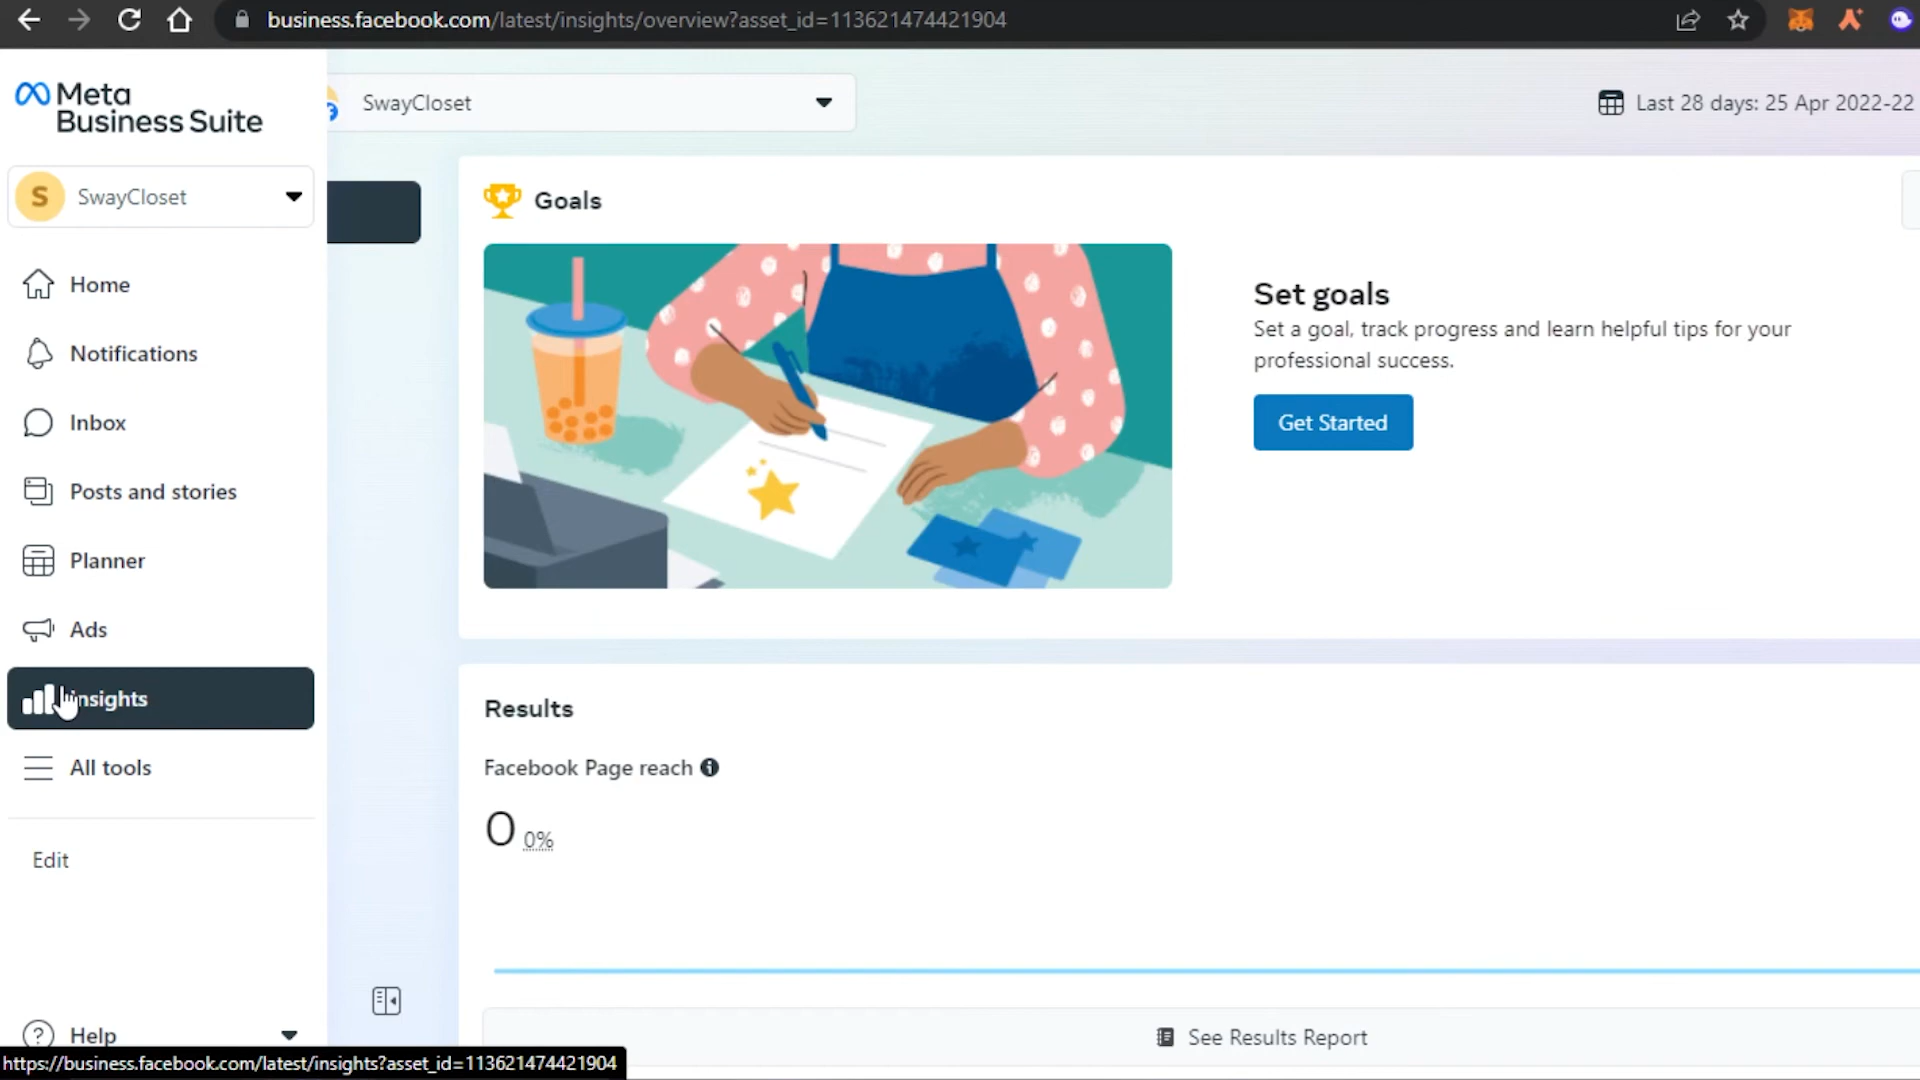 business.facebook.com/latest/insights/overview?asset_id=113621474421904
Meta
Business Suite
SwayCloset
Last 28 days: 25 Apr 2022-22
S
SwayCloset
Home
Notifications
Inbox
Posts and stories
Planner
Ads
Insights
All tools
Edit
Help
Goals
Set goals
Set a goal, track progress and learn helpful tips for your
professional success.
Get Started
Results
Facebook Page reach
0 0%
See Results Report
https://business.facebook.com/latest/insights?asset_id=113621474421904